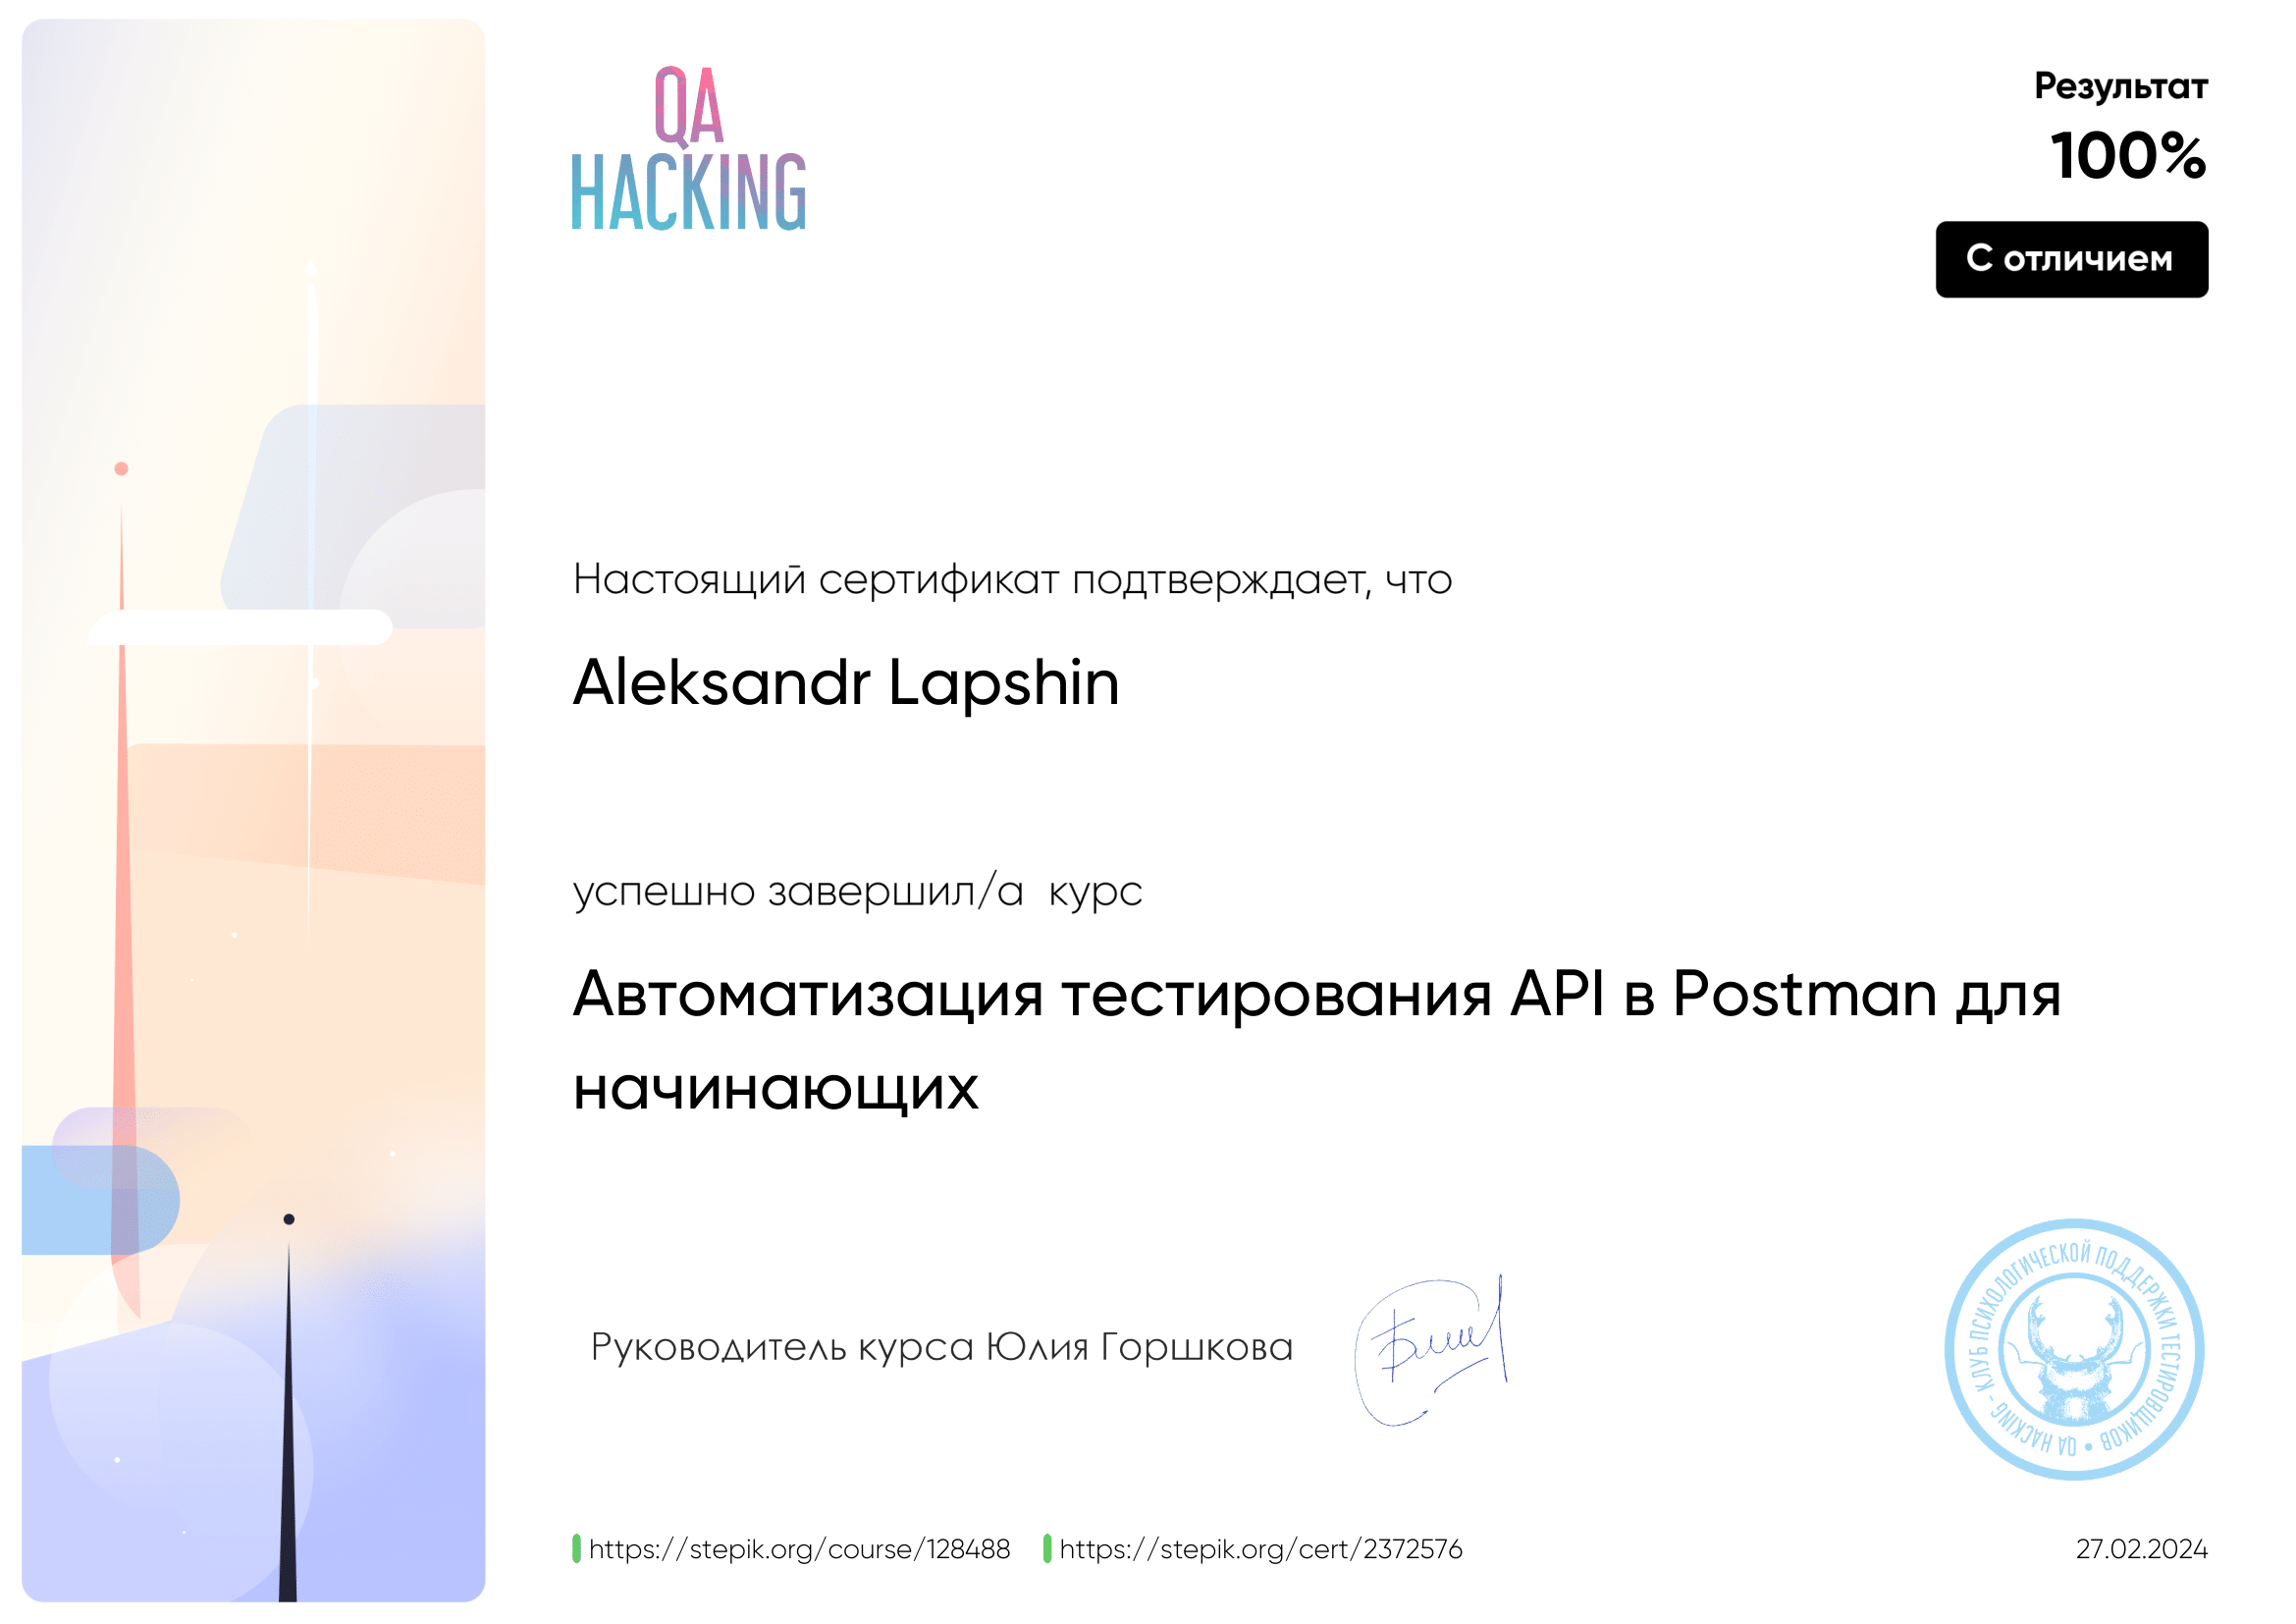 QA
HACKING
Результат
100%
С отличием
Настоящий сертификат подтверждает, что
Aleksandr Lapshin
успешно завершил/а  курс
Автоматизация тестирования API в Postman для
начинающих
Руководитель курса Юлия Горшкова
QA HACKING - КЛУБ ПСИХОЛОГИЧЕСКОЙ ПОДДЕРЖКИ ТЕСТИРОВЩИКОВ •
https://stepik.org/course/128488
https://stepik.org/cert/2372576
27.02.2024